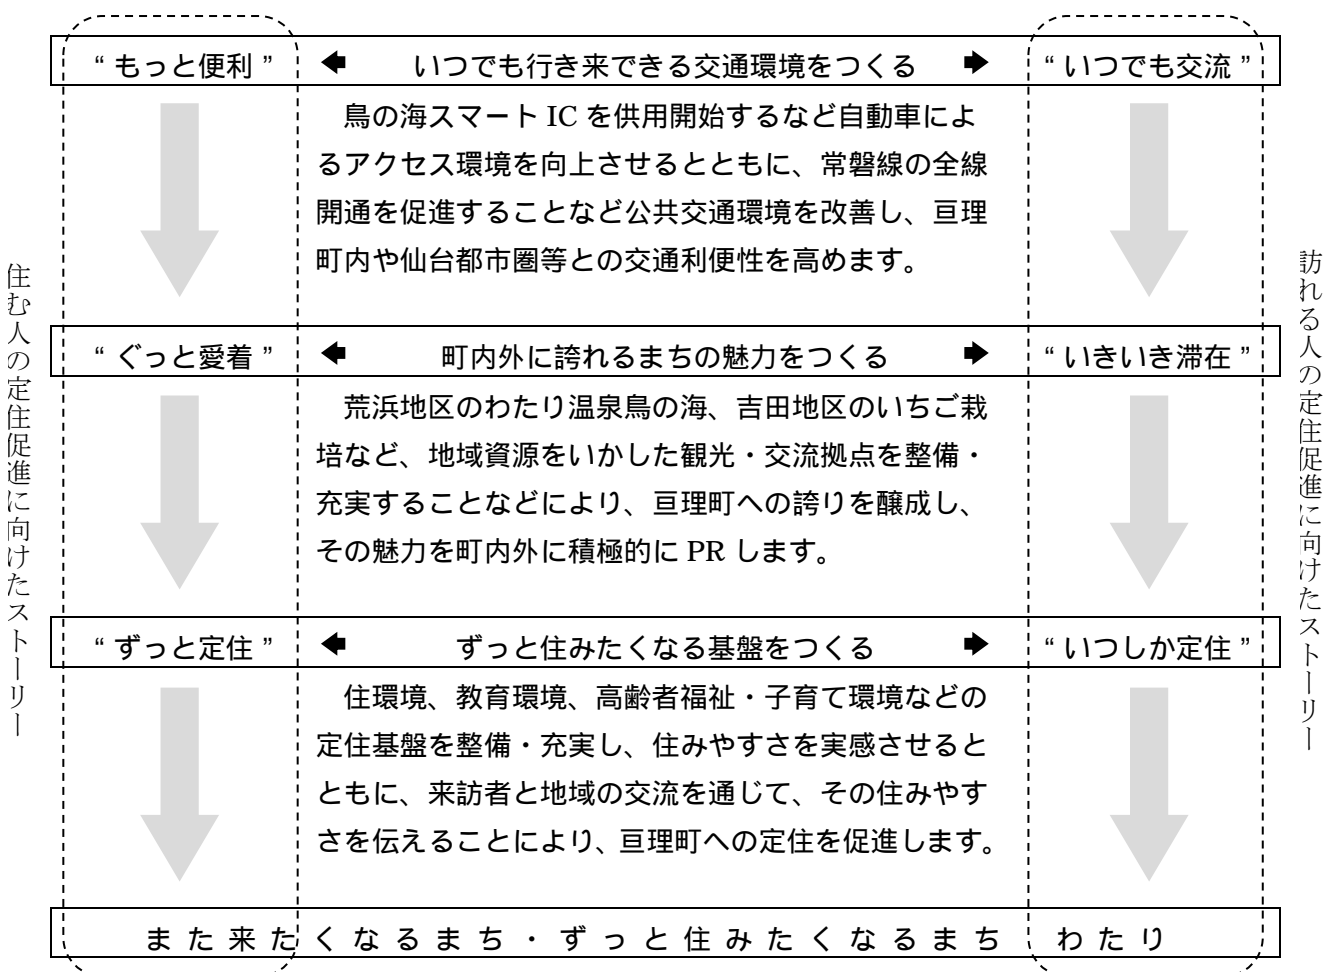 “もっと便利” いつでも行き来できる交通環境をつくる “いつでも交流”
鳥の海スマート IC を供用開始するなど自動車によ
るアクセス環境を向上させるとともに、常磐線の全線
開通を促進することなど公共交通環境を改善し、亘理
町内や仙台都市圏等との交通利便性を高めます。
“ぐっと愛着” 町内外に誇れるまちの魅力をつくる “いきいき滞在”
荒浜地区のわたり温泉鳥の海、吉田地区のいちご栽
培など、地域資源をいかした観光・交流拠点を整備・
充実することなどにより、亘理町への誇りを醸成し、
その魅力を町内外に積極的に PR します。
“ずっと定住” ずっと住みたくなる基盤をつくる “いつしか定住”
住環境、教育環境、高齢者福祉・子育て環境などの
定住基盤を整備・充実し、住みやすさを実感させると
ともに、来訪者と地域の交流を通じて、その住みやす
さを伝えることにより、亘理町への定住を促進します。
また来たくなるまち・ずっと住みたくなるまち わたり
住む人の定住促進に向けたストーリー
訪れる人の定住促進に向けたストーリー